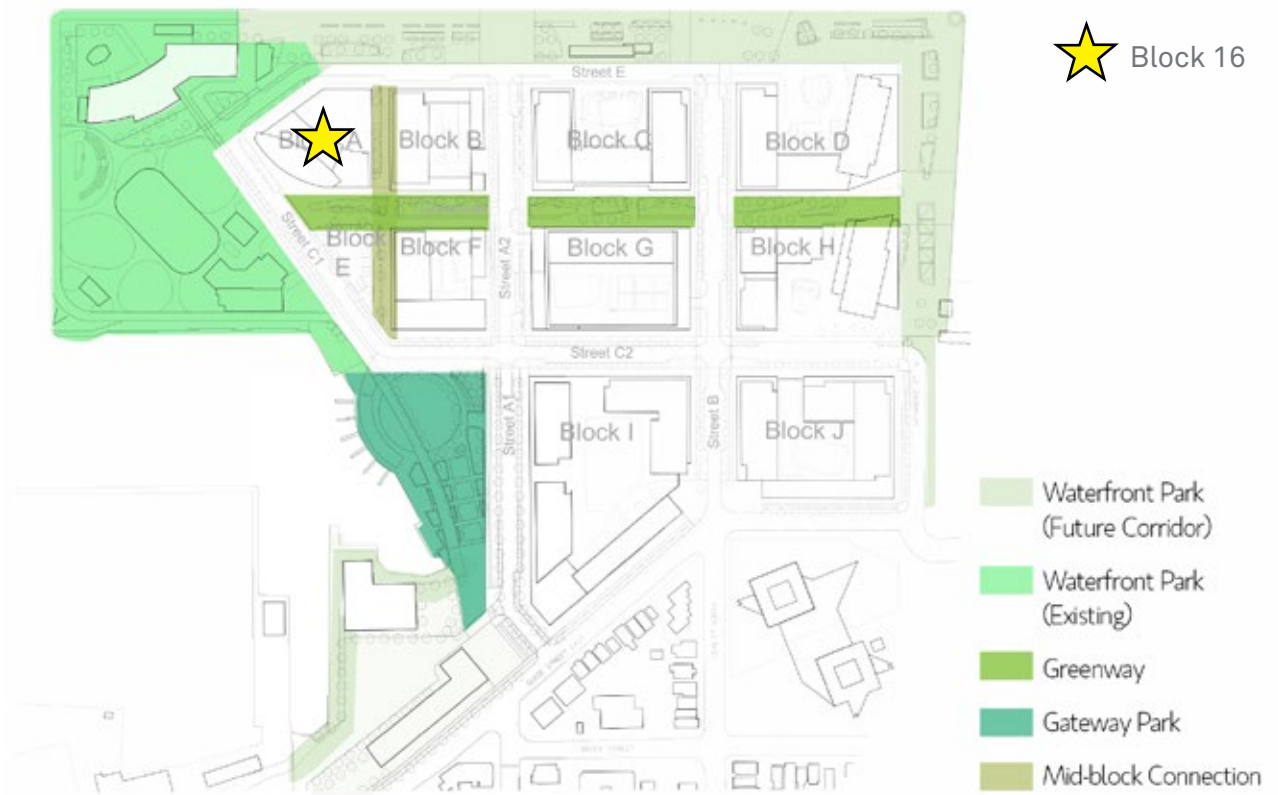 Block 16
Street E
Block A
Block B
Block C
Block D
Street C1
Block
E
Block F
Street A2
Block G
Block H
Street C2
Street A1
Block I
Street B
Block J
Waterfront Park
(Future Corridor)
Waterfront Park
(Existing)
Greenway
Gateway Park
Mid-block Connection